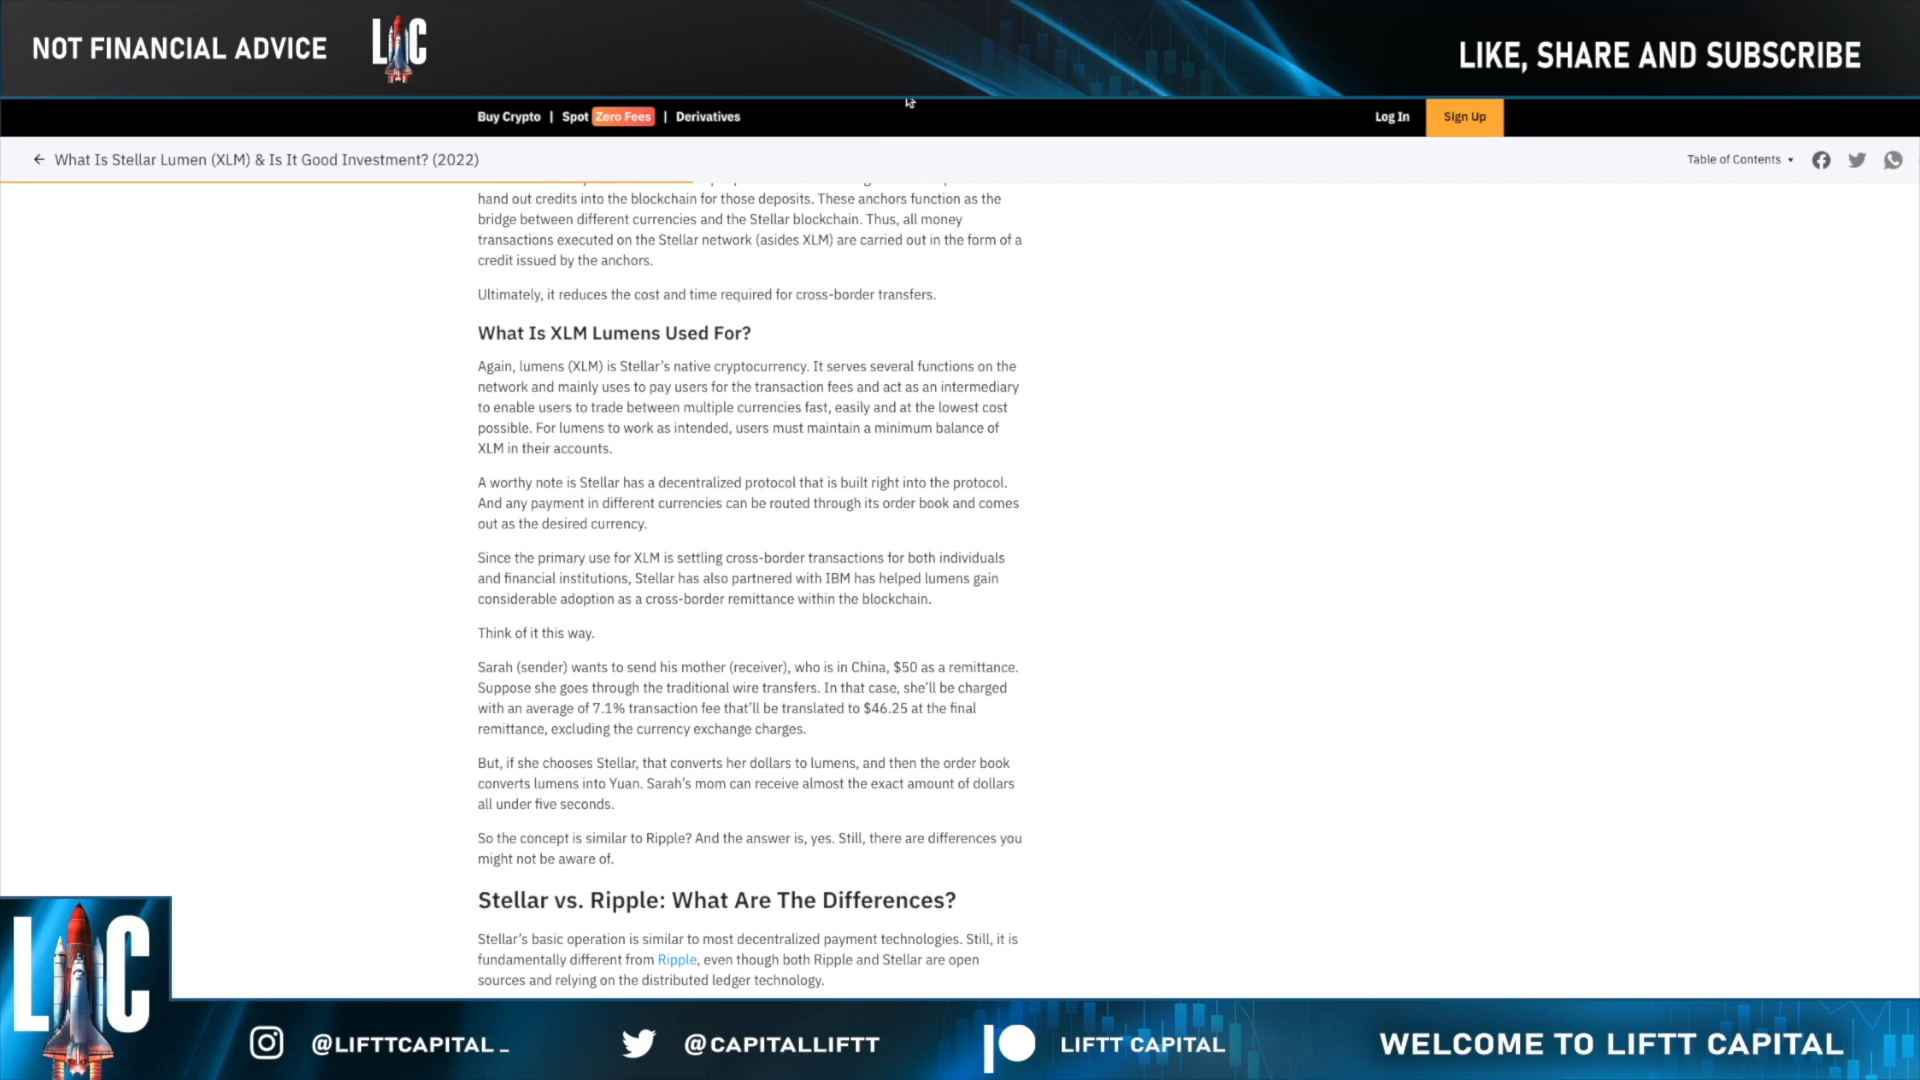 NOT FINANCIAL ADVICE
L C
LIKE, SHARE AND SUBSCRIBE
Buy Crypto | Spot Zero Fees | Derivatives
Log In
Sign Up
← What Is Stellar Lumen (XLM) & Is It Good Investment? (2022)
Table of Contents
hand out credits into the blockchain for those deposits. These anchors function as the
bridge between different currencies and the Stellar blockchain. Thus, all money
transactions executed on the Stellar network (asides XLM) are carried out in the form of a
credit issued by the anchors.
Ultimately, it reduces the cost and time required for cross-border transfers.
What Is XLM Lumens Used For?
Again, lumens (XLM) is Stellar’s native cryptocurrency. It serves several functions on the
network and mainly uses to pay users for the transaction fees and act as an intermediary
to enable users to trade between multiple currencies fast, easily and at the lowest cost
possible. For lumens to work as intended, users must maintain a minimum balance of
XLM in their accounts.
A worthy note is Stellar has a decentralized protocol that is built right into the protocol.
And any payment in different currencies can be routed through its order book and comes
out as the desired currency.
Since the primary use for XLM is settling cross-border transactions for both individuals
and financial institutions, Stellar has also partnered with IBM has helped lumens gain
considerable adoption as a cross-border remittance within the blockchain.
Think of it this way.
Sarah (sender) wants to send his mother (receiver), who is in China, $50 as a remittance.
Suppose she goes through the traditional wire transfers. In that case, she’ll be charged
with an average of 7.1% transaction fee that’ll be translated to $46.25 at the final
remittance, excluding the currency exchange charges.
But, if she chooses Stellar, that converts her dollars to lumens, and then the order book
converts lumens into Yuan. Sarah’s mom can receive almost the exact amount of dollars
all under five seconds.
So the concept is similar to Ripple? And the answer is, yes. Still, there are differences you
might not be aware of.
Stellar vs. Ripple: What Are The Differences?
Stellar’s basic operation is similar to most decentralized payment technologies. Still, it is
fundamentally different from Ripple, even though both Ripple and Stellar are open
sources and relying on the distributed ledger technology.
L C
@LIFTTCAPITAL_
@CAPITALLIFTT
LIFTT CAPITAL
WELCOME TO LIFTT CAPITAL